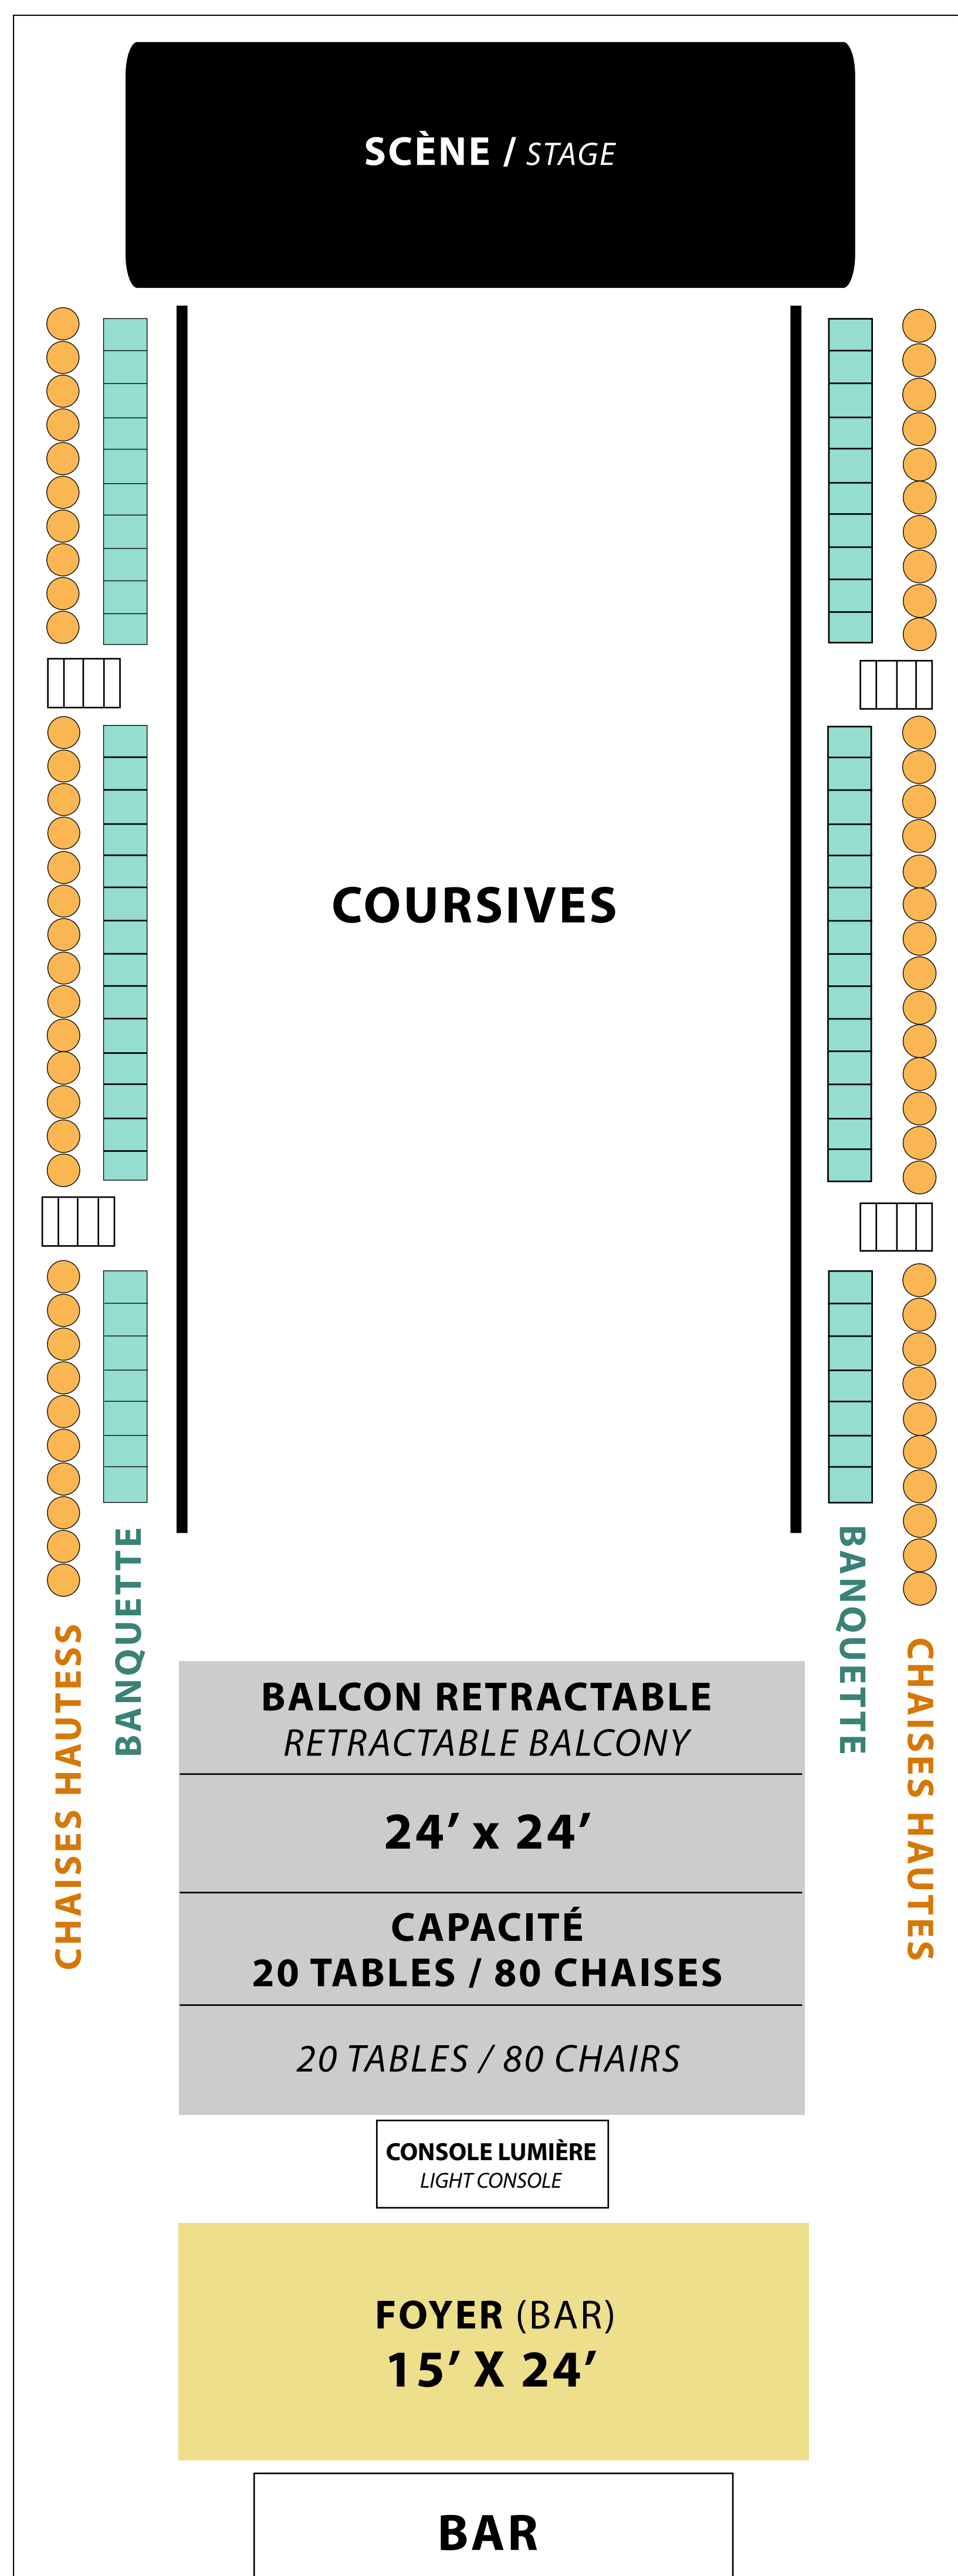 SCÈNE / STAGE
COURSIVES
BANQUETTE
CHAISES HAUTESS
BANQUETTE
CHAISES HAUTES
BALCON RETRACTABLE
RETRACTABLE BALCONY
24’ x 24’
CAPACITÉ
20 TABLES / 80 CHAISES
20 TABLES / 80 CHAIRS
CONSOLE LUMIÈRE
LIGHT CONSOLE
FOYER (BAR)
15’ X 24’
BAR